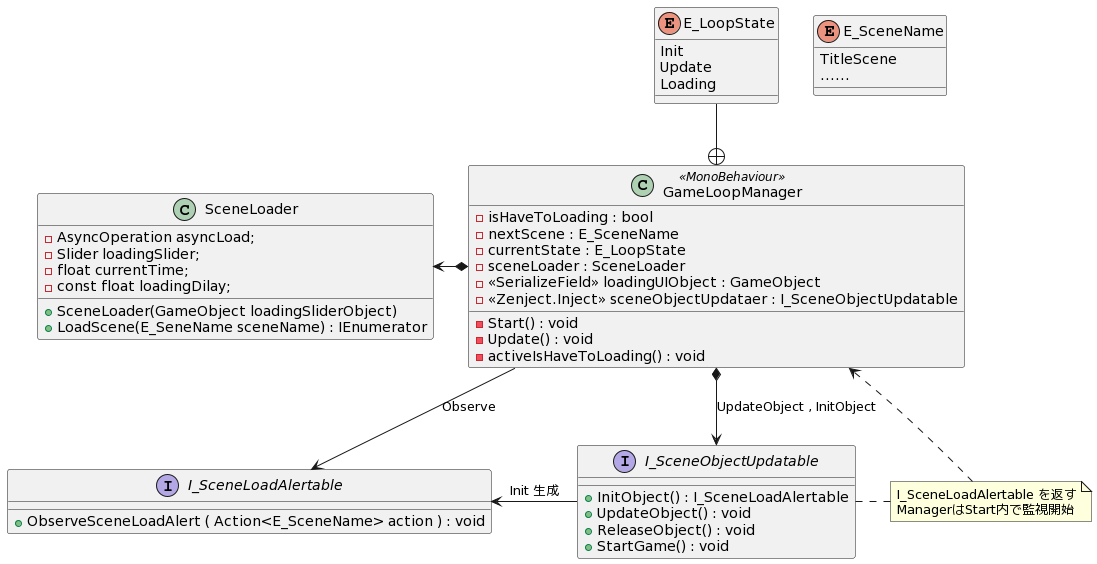 E_LoopState
Init
Update
Loading
E_SceneName
TitleScene
……
SceneLoader
AsyncOperation asyncLoad;
Slider loadingSlider;
float currentTime;
const float loadingDilay;
SceneLoader(GameObject loadingSliderObject)
LoadScene(E_SeneName sceneName) : IEnumerator
«MonoBehaviour»
GameLoopManager
isHaveToLoading : bool
nextScene : E_SceneName
currentState : E_LoopState
sceneLoader : SceneLoader
«SerializeField» loadingUIObject : GameObject
«Zenject.Inject» sceneObjectUpdataer : I_SceneObjectUpdatable
Start() : void
Update() : void
activeIsHaveToLoading() : void
Observe
UpdateObject , InitObject
I_SceneLoadAlertable
ObserveSceneLoadAlert ( Action<E_SceneName> action ) : void
Init 生成
I_SceneObjectUpdatable
InitObject() : I_SceneLoadAlertable
UpdateObject() : void
ReleaseObject() : void
StartGame() : void
I_SceneLoadAlertable を返す
ManagerはStart内で監視開始